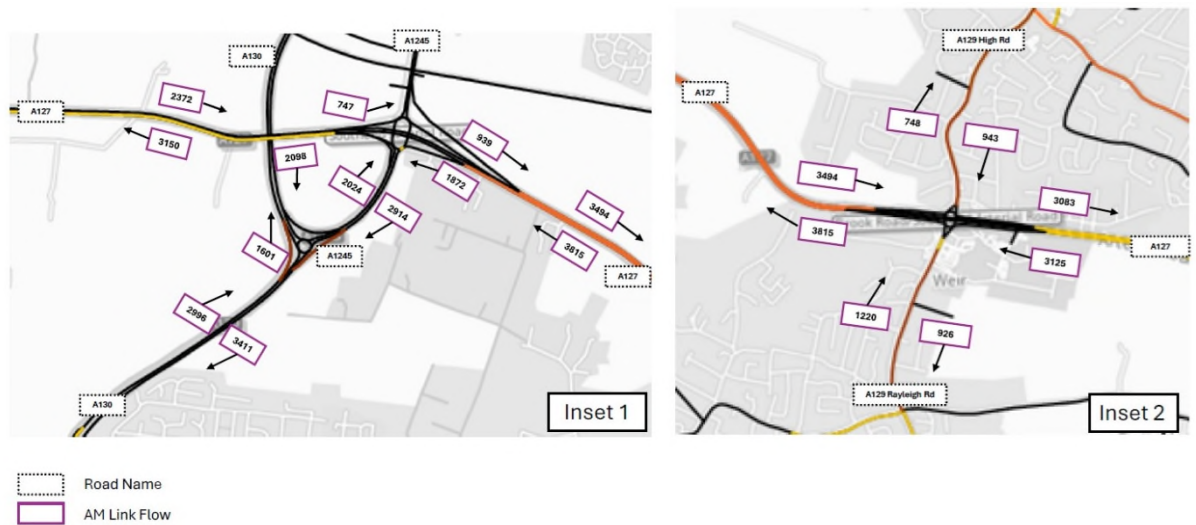 A1245
A130
2372
747
A127
3150
939
2098
2024
1872
2914
3494
1601
A1245
3815
A127
2996
3411
A130
Inset 1
A129 High Rd
A127
748
943
3494
3083
3815
A127
3125
Weir
1220
926
A129 Rayleigh Rd
Inset 2
Road Name
AM Link Flow